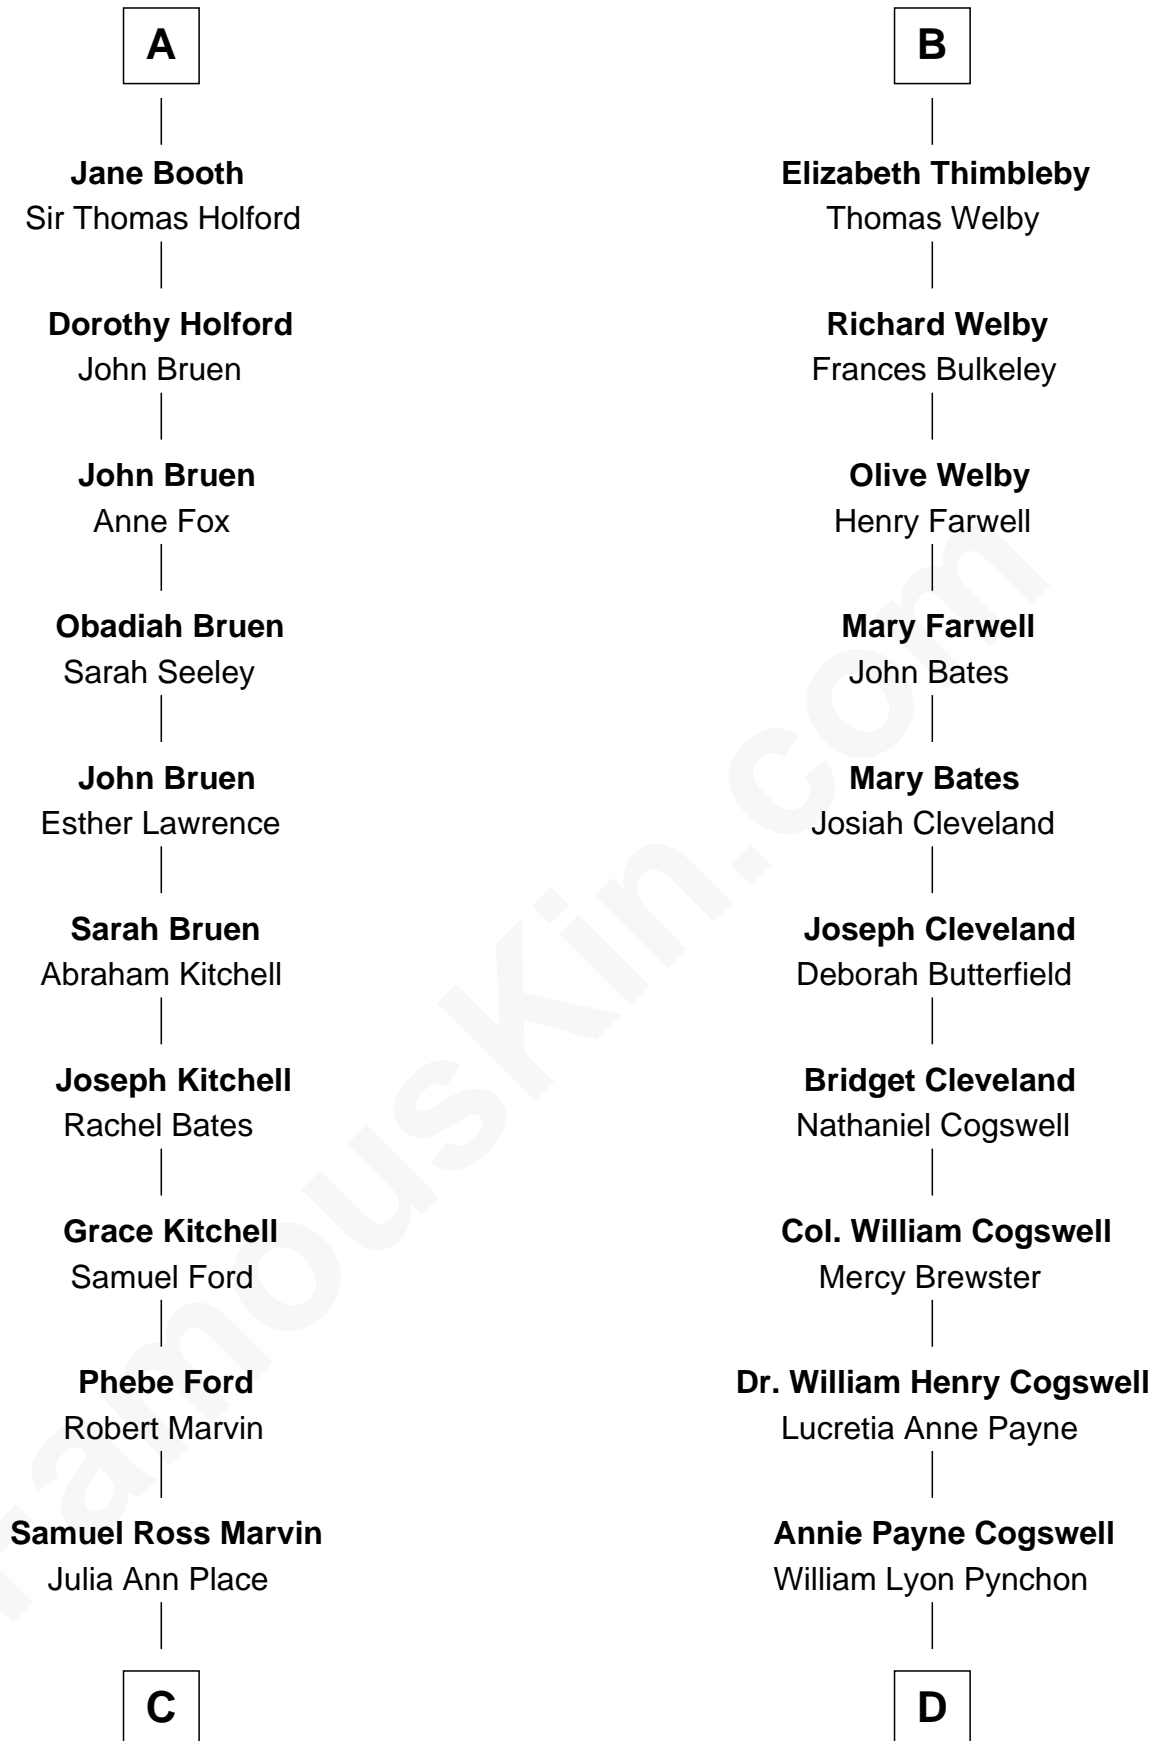 A
Jane Booth
Sir Thomas Holford
Dorothy Holford
John Bruen
John Bruen
Anne Fox
Obadiah Bruen
Sarah Seeley
John Bruen
Esther Lawrence
Sarah Bruen
Abraham Kitchell
Joseph Kitchell
Rachel Bates
Grace Kitchell
Samuel Ford
Phebe Ford
Robert Marvin
Samuel Ross Marvin
Julia Ann Place
C
B
Elizabeth Thimbleby
Thomas Welby
Richard Welby
Frances Bulkeley
Olive Welby
Henry Farwell
Mary Farwell
John Bates
Mary Bates
Josiah Cleveland
Joseph Cleveland
Deborah Butterfield
Bridget Cleveland
Nathaniel Cogswell
Col. William Cogswell
Mercy Brewster
Dr. William Henry Cogswell
Lucretia Anne Payne
Annie Payne Cogswell
William Lyon Pynchon
D
FamousKin.com